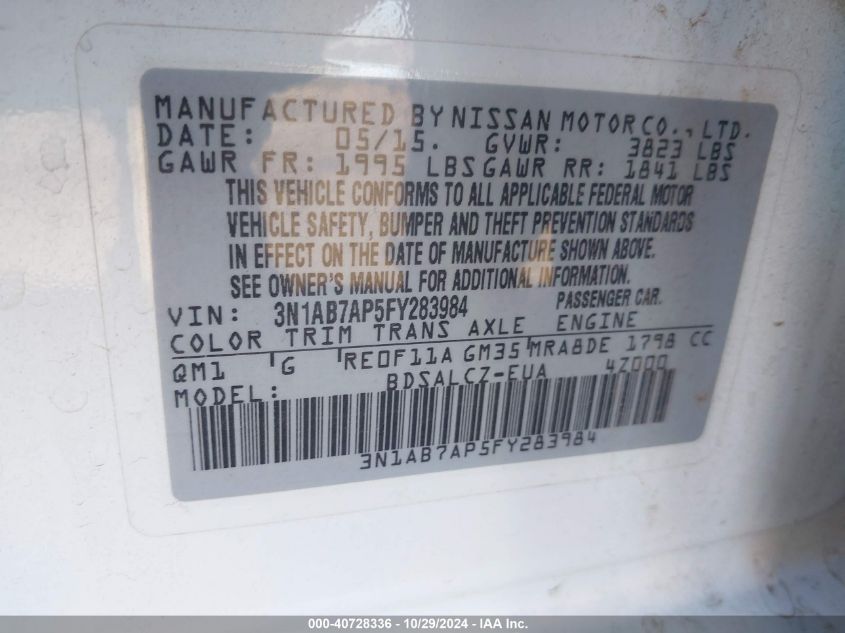 MANUFACTURED BY NISSAN MOTOR CO., LTD.
DATE: 05/15. GVWR: 3823 LBS
GAWR FR: 1995 LBS GAWR RR: 1841 LBS
THIS VEHICLE CONFORMS TO ALL APPLICABLE FEDERAL MOTOR
VEHICLE SAFETY, BUMPER AND THEFT PREVENTION STANDARDS
IN EFFECT ON THE DATE OF MANUFACTURE SHOWN ABOVE.
SEE OWNER'S MANUAL FOR ADDITIONAL INFORMATION.
VIN: 3N1AB7AP5FY283984 PASSENGER CAR.
COLOR TRIM TRANS AXLE ENGINE
QM1 G RE0F11A GM35 MRA8DE 1798 CC
MODEL: BDSALCZ-EUA 4Z000
3N1AB7AP5FY283984
000-40728336 - 10/29/2024 - IAA Inc.